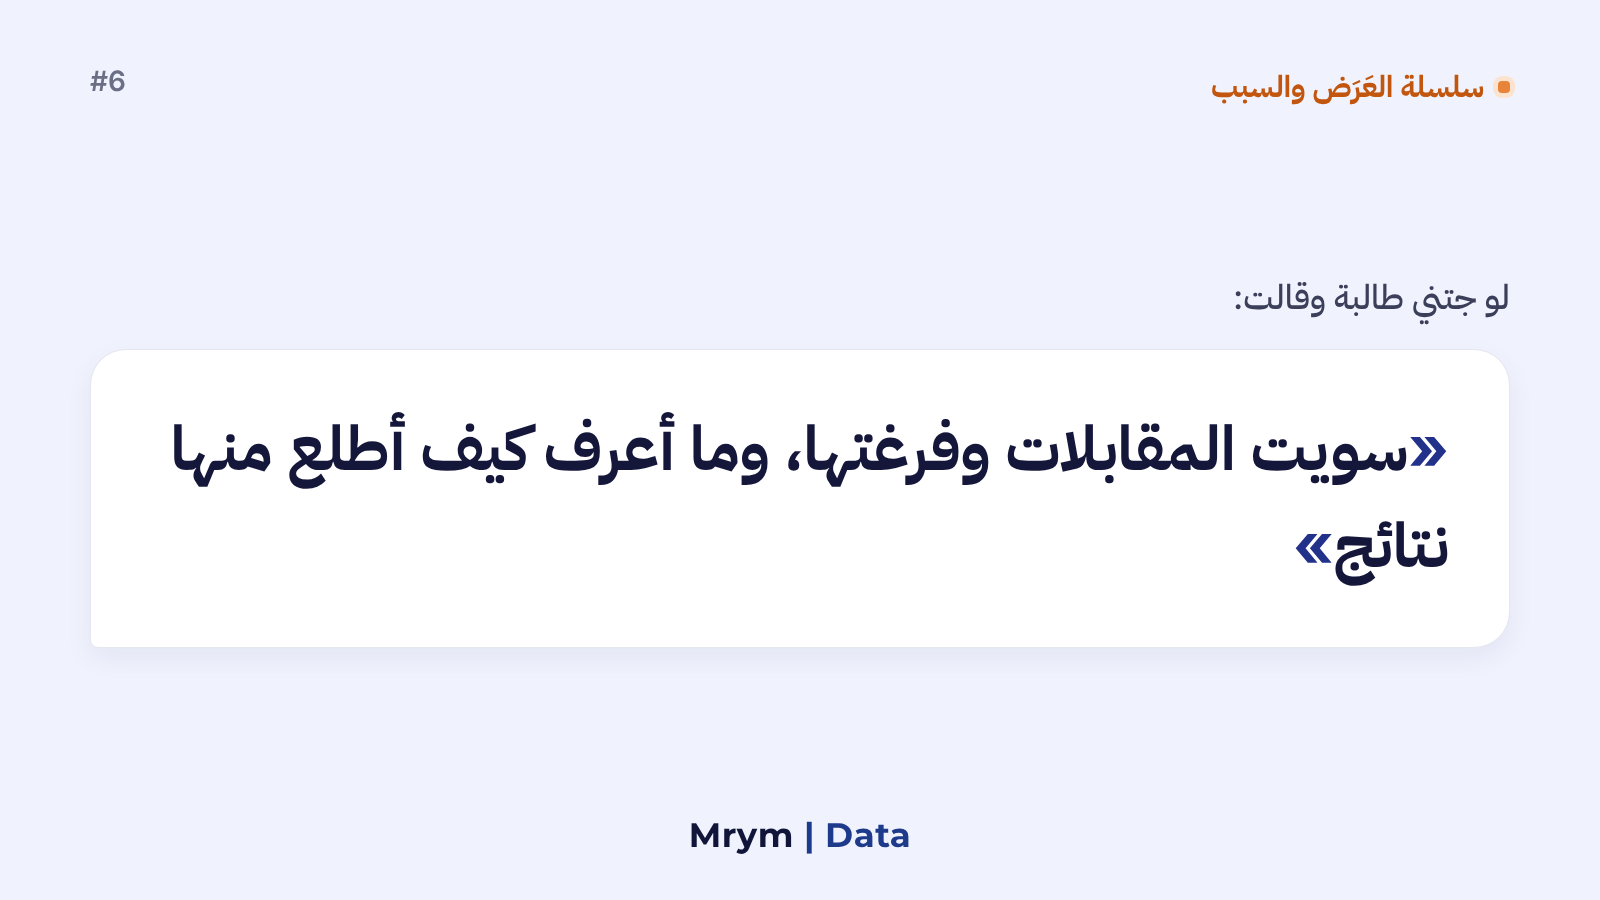 سلسلة العَرَض والسبب
#6
لو جتني طالبة وقالت:
«سويت المقابلات وفرغتها، وما أعرف كيف أطلع منها
نتائج»
Mrym | Data